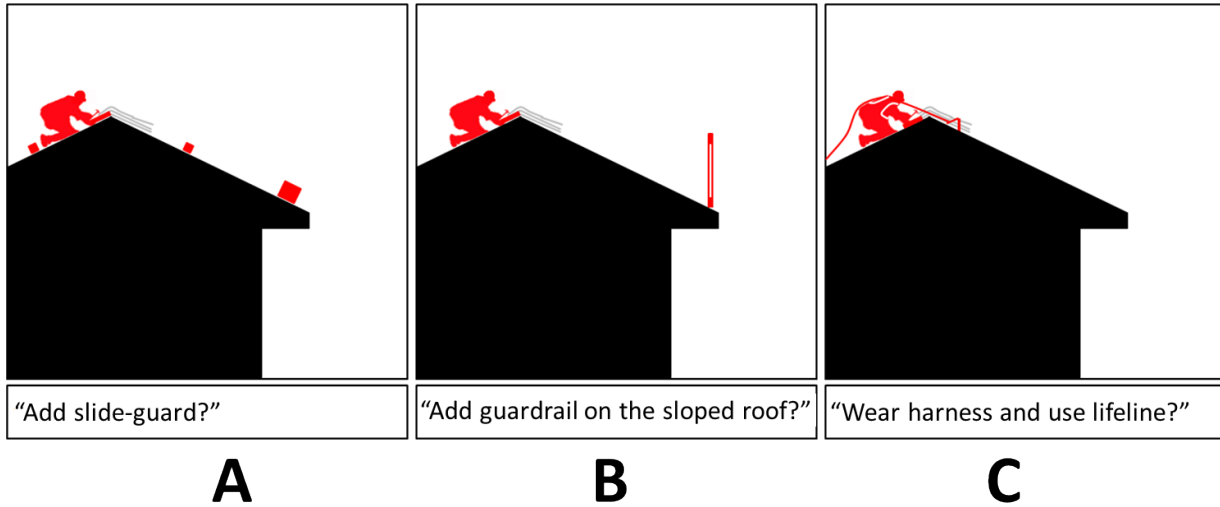 “Add slide-guard?”
“Add guardrail on the sloped roof?”
“Wear harness and use lifeline?”
A
B
C